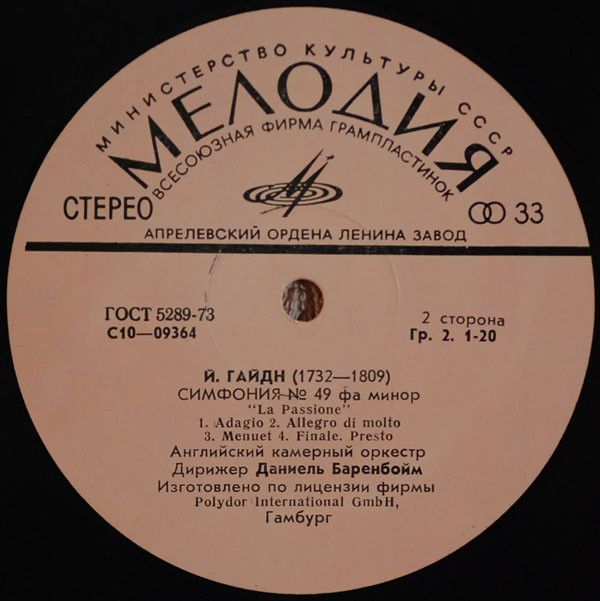 МИНИСТЕРСТВО КУЛЬТУРЫ СССР
МЕЛОДИЯ
ВСЕСОЮЗНАЯ ФИРМА ГРАМПЛАСТИНОК
СТЕРЕО
33
АПРЕЛЕВСКИЙ ОРДЕНА ЛЕНИНА ЗАВОД
ГОСТ 5289-73
С10—09364
2 сторона
Гр. 2. 1-20
Й. ГАЙДН (1732—1809)
СИМФОНИЯ № 49 фа минор
"La Passione"
1. Adagio 2. Allegro di molto
3. Menuet 4. Finale. Presto
Английский камерный оркестр
Дирижер Даниель Баренбойм
Изготовлено по лицензии фирмы
Polydor International GmbH,
Гамбург